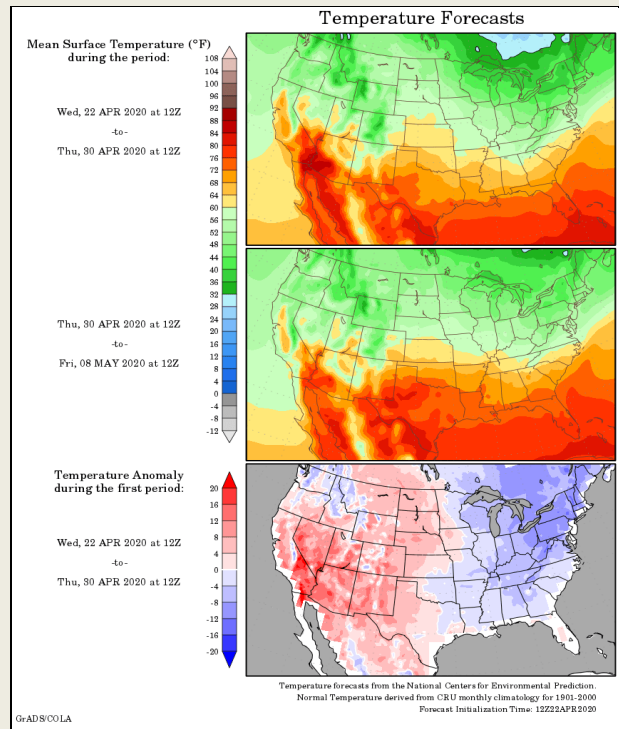 Temperature Forecasts
Mean Surface Temperature (°F)
during the period:
Wed, 22 APR 2020 at 12Z
-to-
Thu, 30 APR 2020 at 12Z
108
104
100
96
92
88
84
80
76
72
68
64
60
56
52
48
44
40
36
32
28
24
20
16
12
8
4
0
-4
-8
-12
Thu, 30 APR 2020 at 12Z
-to-
Fri, 08 MAY 2020 at 12Z
Temperature Anomaly
during the first period:
Wed, 22 APR 2020 at 12Z
-to-
Thu, 30 APR 2020 at 12Z
20
16
12
8
4
0
-4
-8
-12
-16
-20
Temperature forecasts from the National Centers for Environmental Prediction.
Normal Temperature derived from CRU monthly climatology for 1901-2000
Forecast Initialization Time: 12Z22APR2020
GrADS/COLA